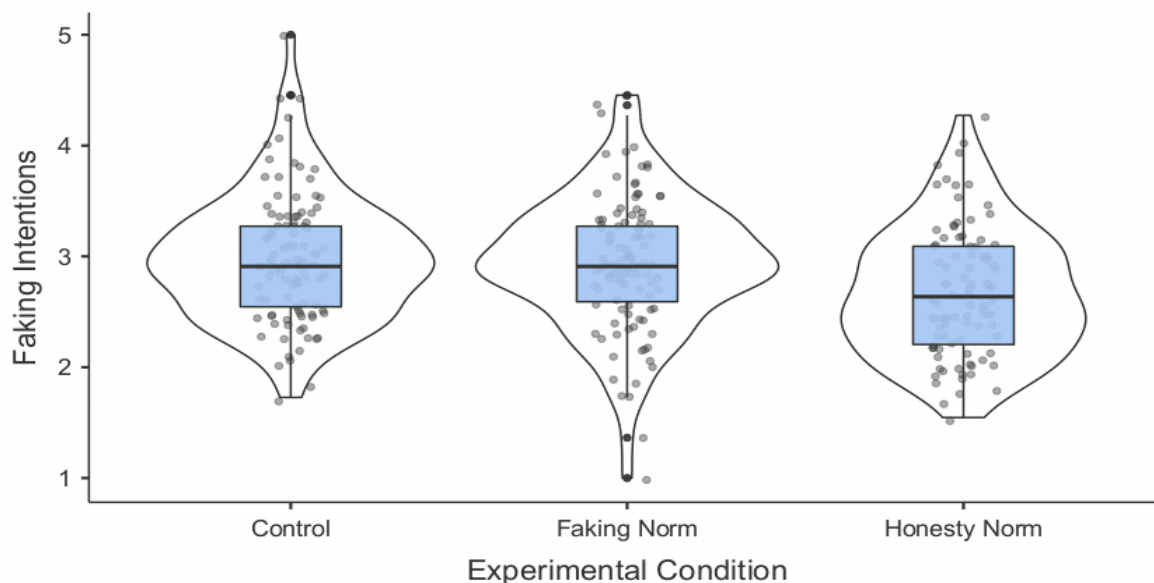 5
4
3
2
1
Faking Intentions
Control
Faking Norm
Honesty Norm
Experimental Condition